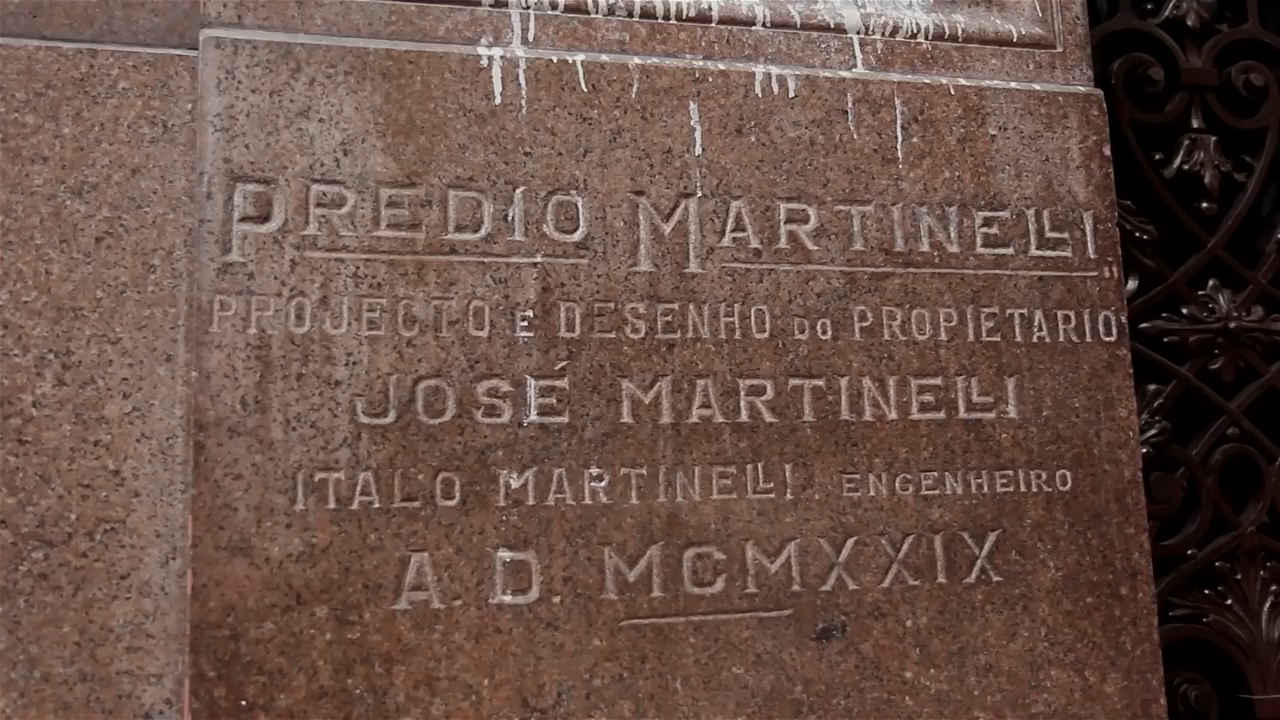 PREDIO MARTINELLI
PROJECTO E DESENHO DO PROPIETARIO
JOSÉ MARTINELLI
ITALO MARTINELLI ENGENHEIRO
A.D. MCMXXIX